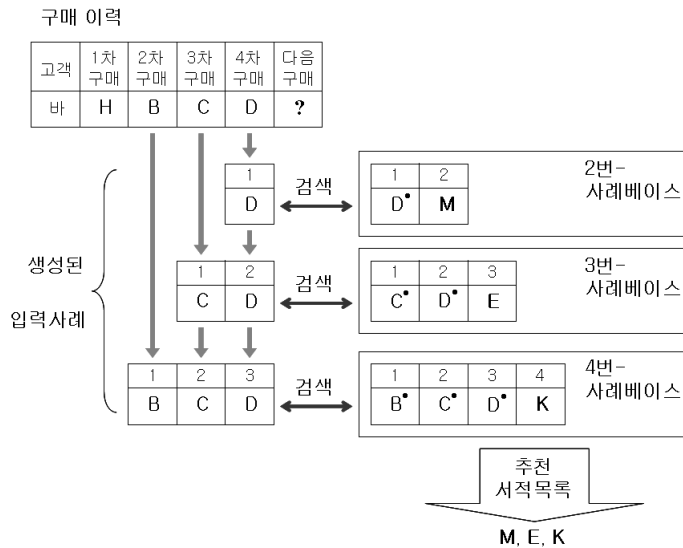 구매 이력
고객 1차 구매 2차 구매 3차 구매 4차 구매 다음 구매
바 H B C D ?
1
D
검색
1 2
D• M
2번-
사례베이스
생성된
입력사례
1 2
C D
검색
1 2 3
C• D• E
3번-
사례베이스
1 2 3
B C D
검색
1 2 3 4
B• C• D• K
4번-
사례베이스
추천
서적목록
M, E, K